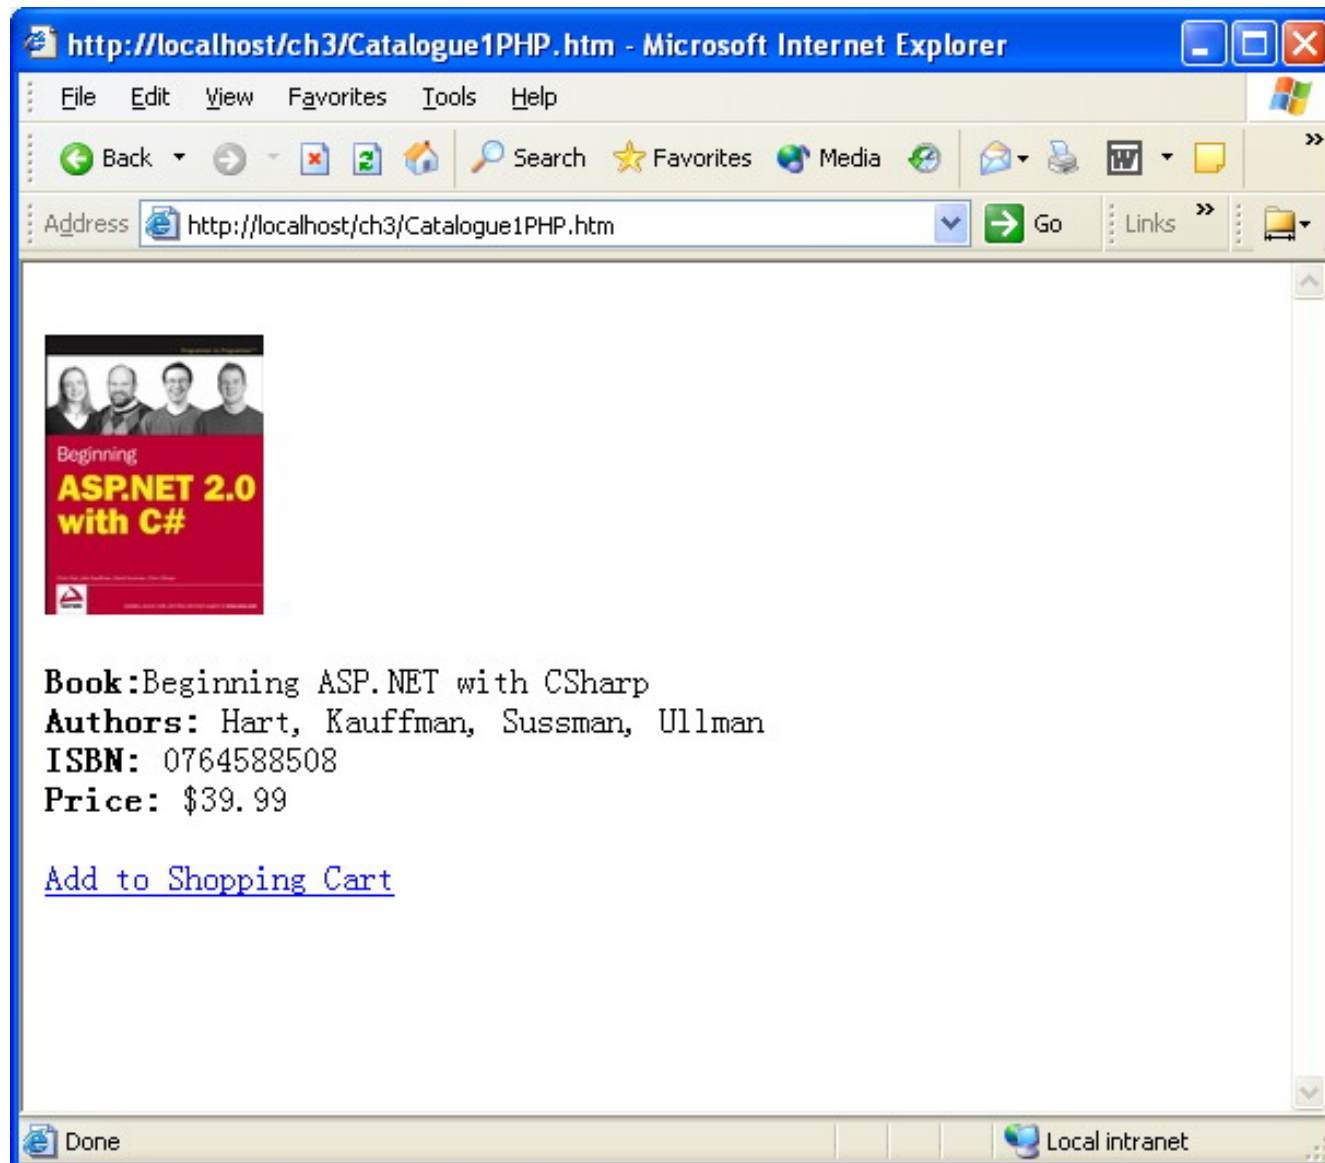 http://localhost/ch3/Catalogue1PHP.htm - Microsoft Internet Explorer
File Edit View Favorites Tools Help
Back Search Favorites Media
Address http://localhost/ch3/Catalogue1PHP.htm Go Links
Beginning
ASP.NET 2.0
with C#
Book:Beginning ASP.NET with CSharp
Authors: Hart, Kauffman, Sussman, Ullman
ISBN: 0764588508
Price: $39.99
Add to Shopping Cart
Done Local intranet